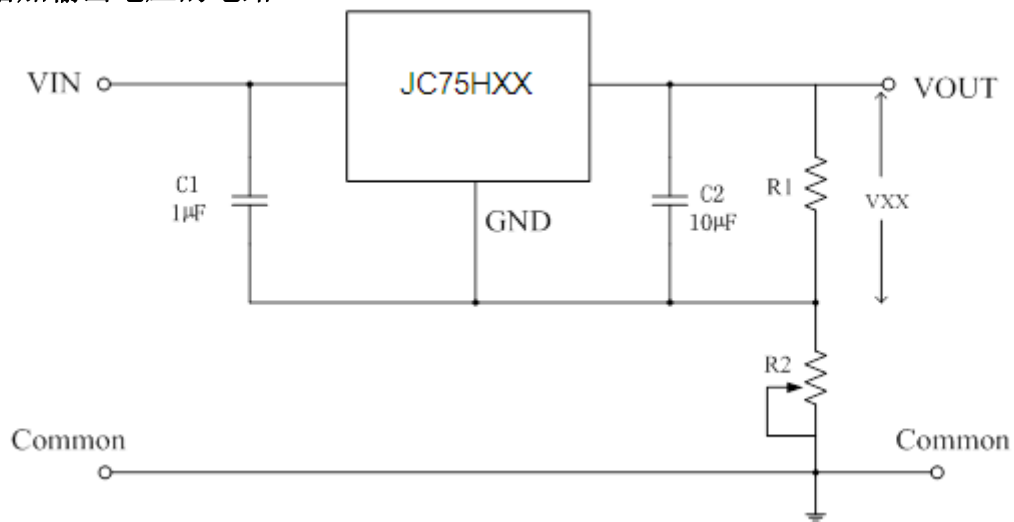 VIN
JC75HXX
VOUT
C1
1μF
GND
C2
10μF
R1
VXX
R2
Common
Common